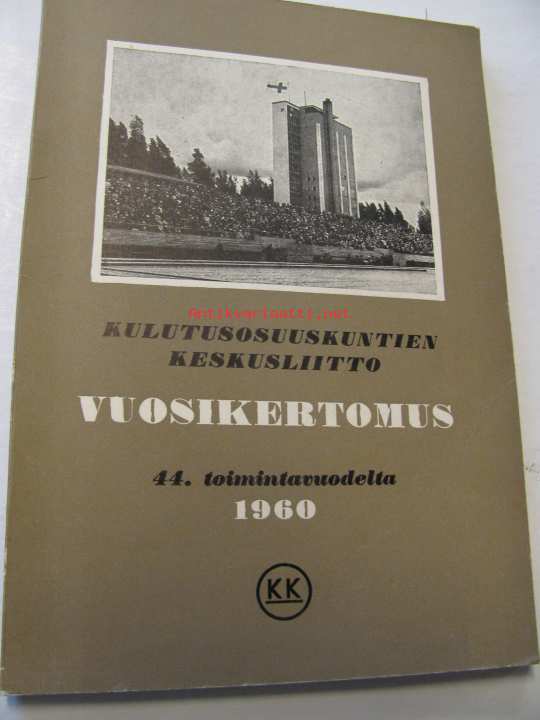 Antikvariaatti.net
KULUTUSOSUUSKUNTIEN
KESKUSLIITTO
VUOSIKERTOMUS
44. toimintavuodelta
1960
KK